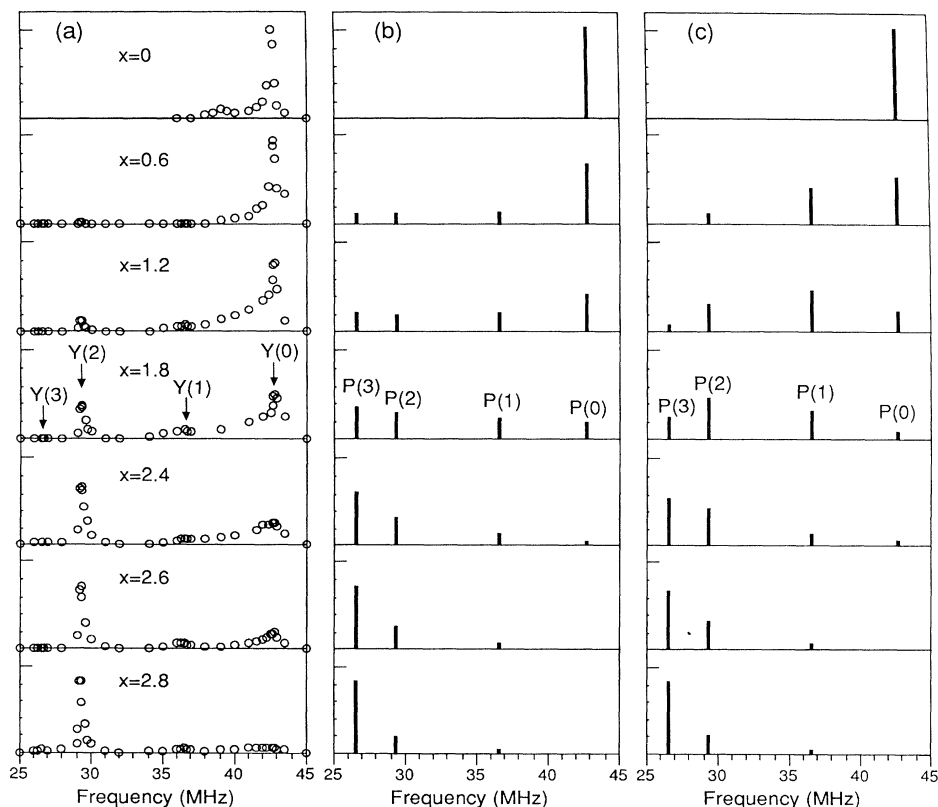 (a)
x=0
x=0.6
x=1.2
x=1.8
Y(3)
Y(2)
Y(1)
Y(0)
x=2.4
x=2.6
x=2.8
25 30 35 40 45
Frequency (MHz)
(b)
P(3)
P(2)
P(1)
P(0)
25 30 35 40 45
Frequency (MHz)
(c)
P(3)
P(2)
P(1)
P(0)
25 30 35 40 45
Frequency (MHz)